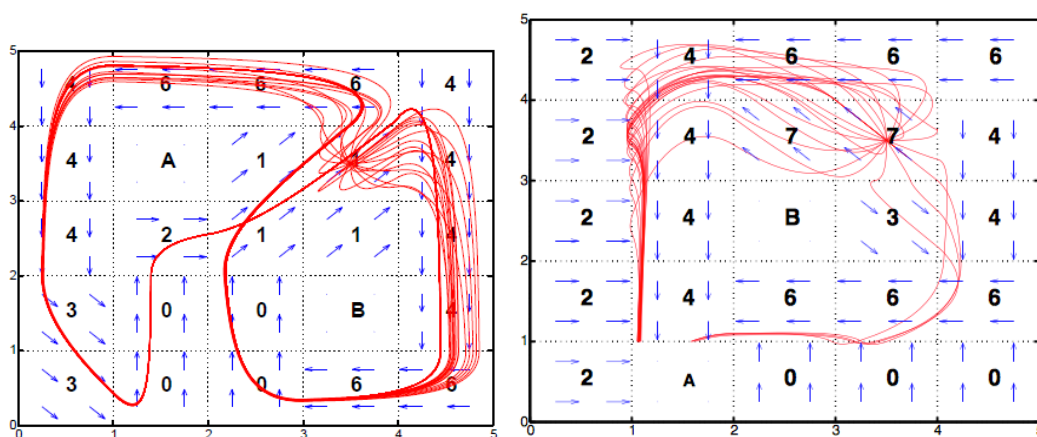 5
4 6 6 6 4
4
4 A 1 4
3
4 2 1 1 4
2
3 0 0 B 4
1
3 0 0 6 6
0
0 1 2 3 4 5
5
2 4 6 6 6
4
2 4 7 7 4
3
2 4 B 3 4
2
2 4 6 6 6
1
2 A 0 0 0
0
0 1 2 3 4